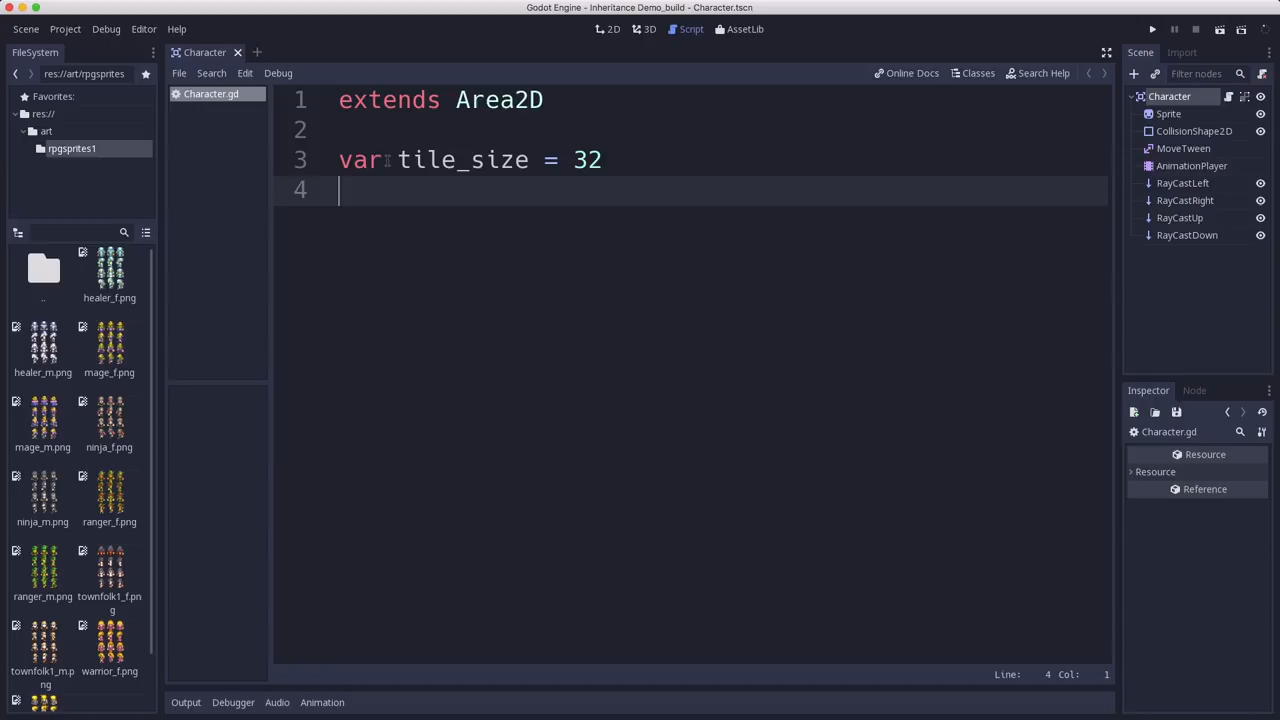 Godot Engine - Inheritance Demo_build - Character.tscn
Scene Project Debug Editor Help
2D 3D Script AssetLib
FileSystem
res://art/rpgsprites
Favorites:
res://
art
rpgsprites1
..
healer_f.png
healer_m.png
mage_f.png
mage_m.png
ninja_f.png
ninja_m.png
ranger_f.png
ranger_m.png
townfolk1_f.pn
g
townfolk1_m.p
ng
warrior_f.png
Character
File Search Edit Debug
Online Docs Classes Search Help
Character.gd
1 extends Area2D
2
3 var tile_size = 32
4
Line: 4 Col: 1
Output Debugger Audio Animation
Scene Import
Filter nodes
Character
Sprite
CollisionShape2D
MoveTween
AnimationPlayer
RayCastLeft
RayCastRight
RayCastUp
RayCastDown
Inspector Node
Character.gd
Resource
Resource
Reference